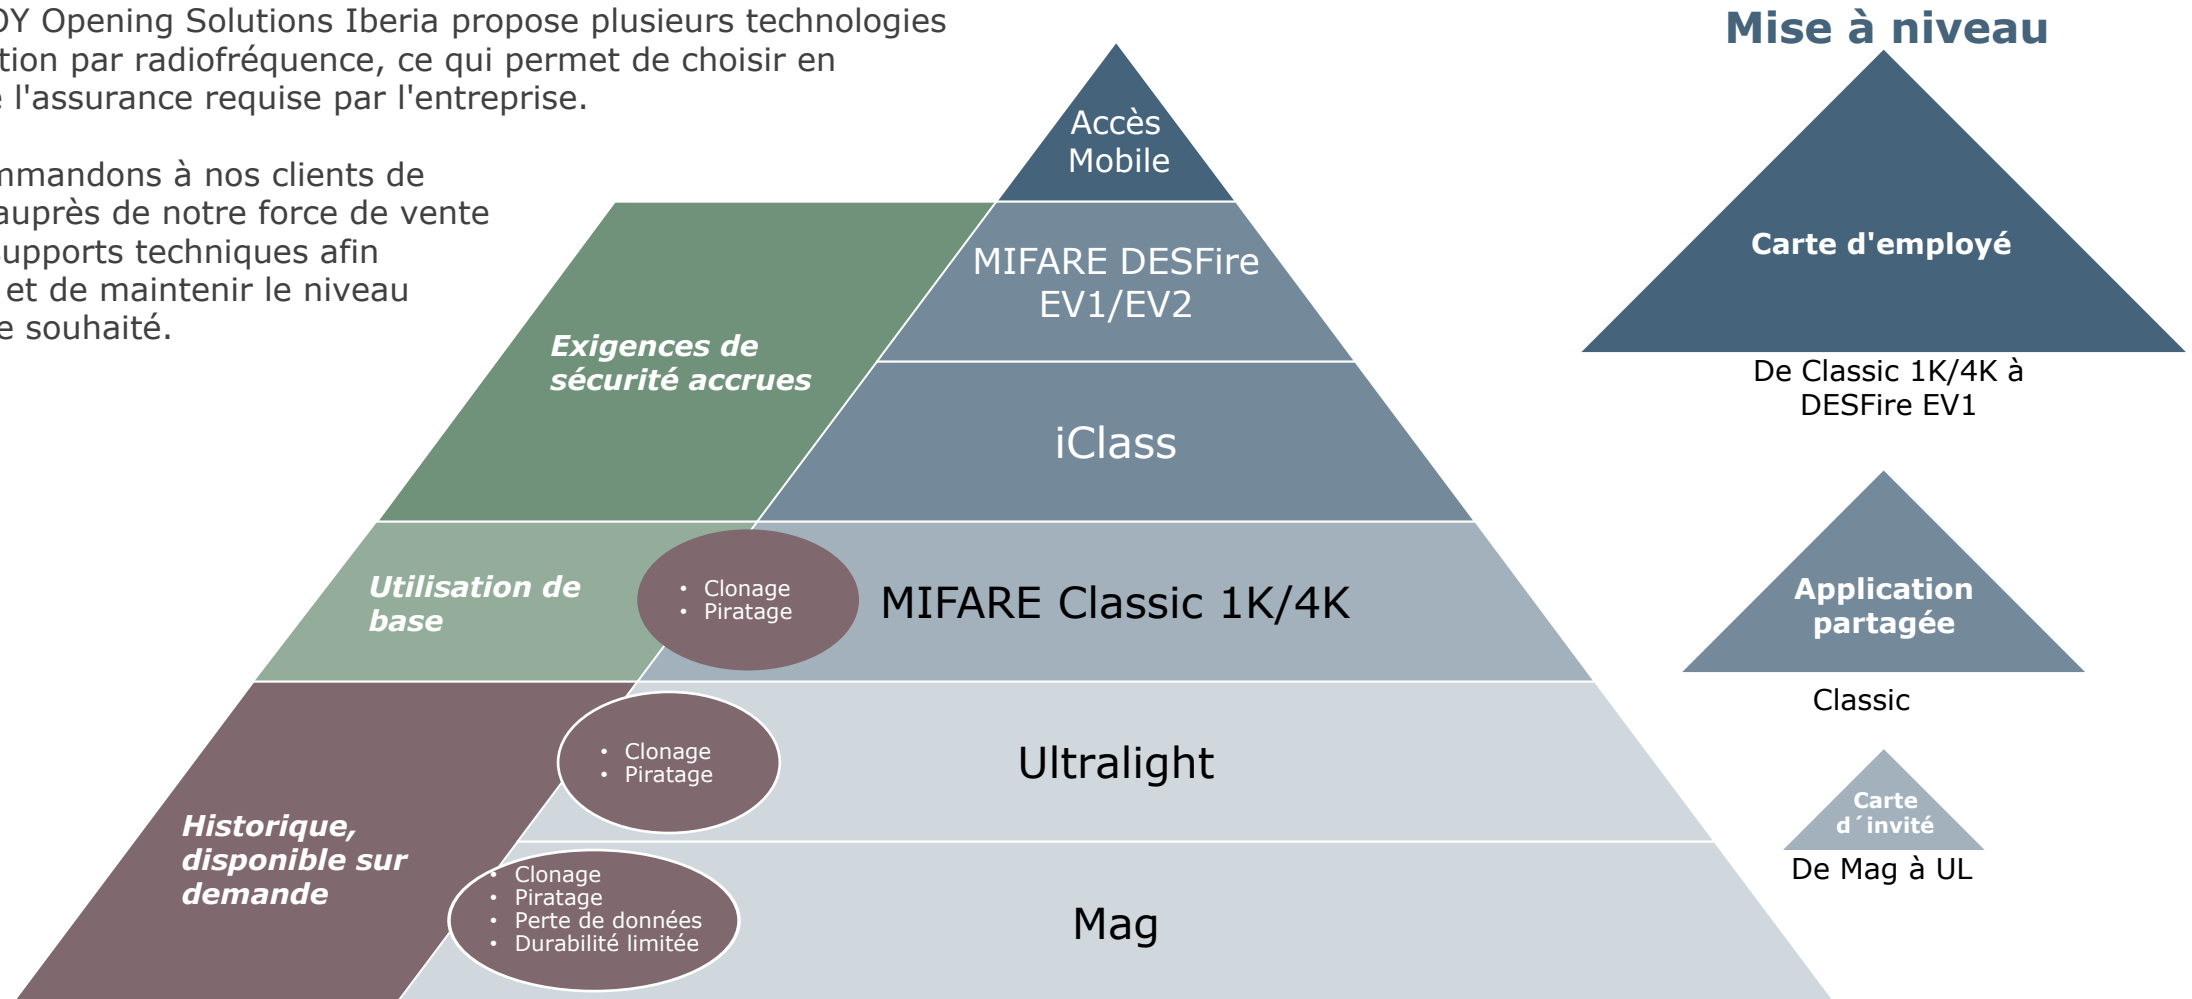 Opening Solutions Iberia propose plusieurs technologies
par radiofréquence, ce qui permet de choisir en
l'assurance requise par l'entreprise.
à nos clients de
auprès de notre force de vente
supports techniques afin
et de maintenir le niveau
souhaité.
Accès
Mobile
MIFARE DESFire
EV1/EV2
Exigences de
sécurité accrues
iClass
Utilisation de
base
• Clonage
• Piratage
MIFARE Classic 1K/4K
• Clonage
• Piratage
Ultralight
Historique,
disponible sur
demande
• Clonage
• Piratage
• Perte de données
• Durabilité limitée
Mag
Mise à niveau
Carte d'employé
De Classic 1K/4K à
DESFire EV1
Application
partagée
Classic
Carte
d´invité
De Mag à UL